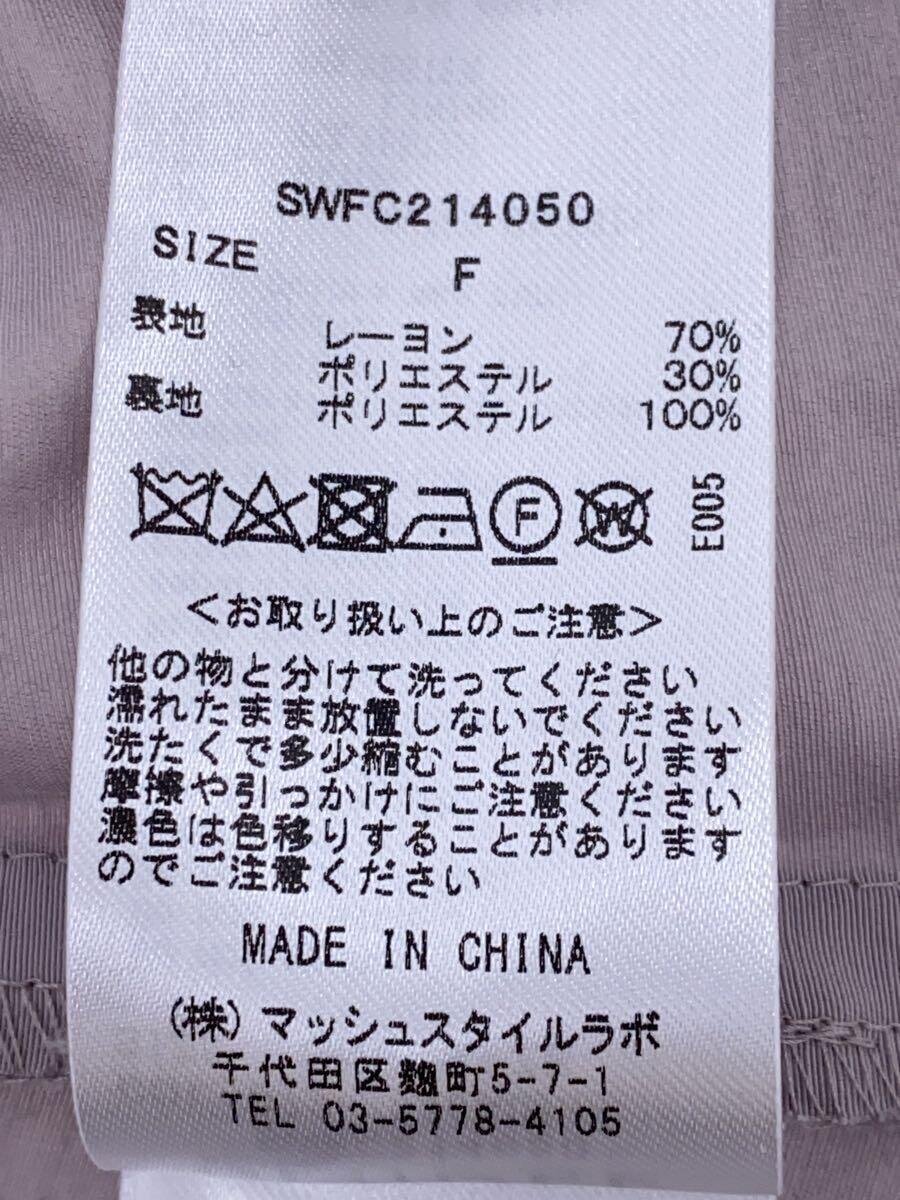 SWFC214050
SIZE F
表地 レーヨン 70%
ポリエステル 30%
裏地 ポリエステル 100%
F W E005
<お取り扱い上のご注意>
他の物と分けて洗ってください
濡れたまま放置しないでください
洗たくで多少縮むことがあります
摩擦や引っかけにご注意ください
濃色は色移りすることがあります
のでご注意ください
MADE IN CHINA
(株)マッシュスタイルラボ
千代田区麹町5-7-1
TEL 03-5778-4105